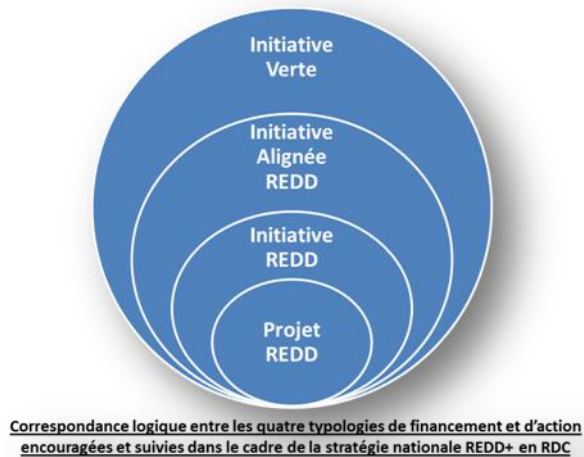 Initiative
Verte
Initiative
Alignée
REDD
Initiative
REDD
Projet
REDD
Correspondance logique entre les quatre typologies de financement et d’action
encouragées et suivies dans le cadre de la stratégie nationale REDD+ en RDC